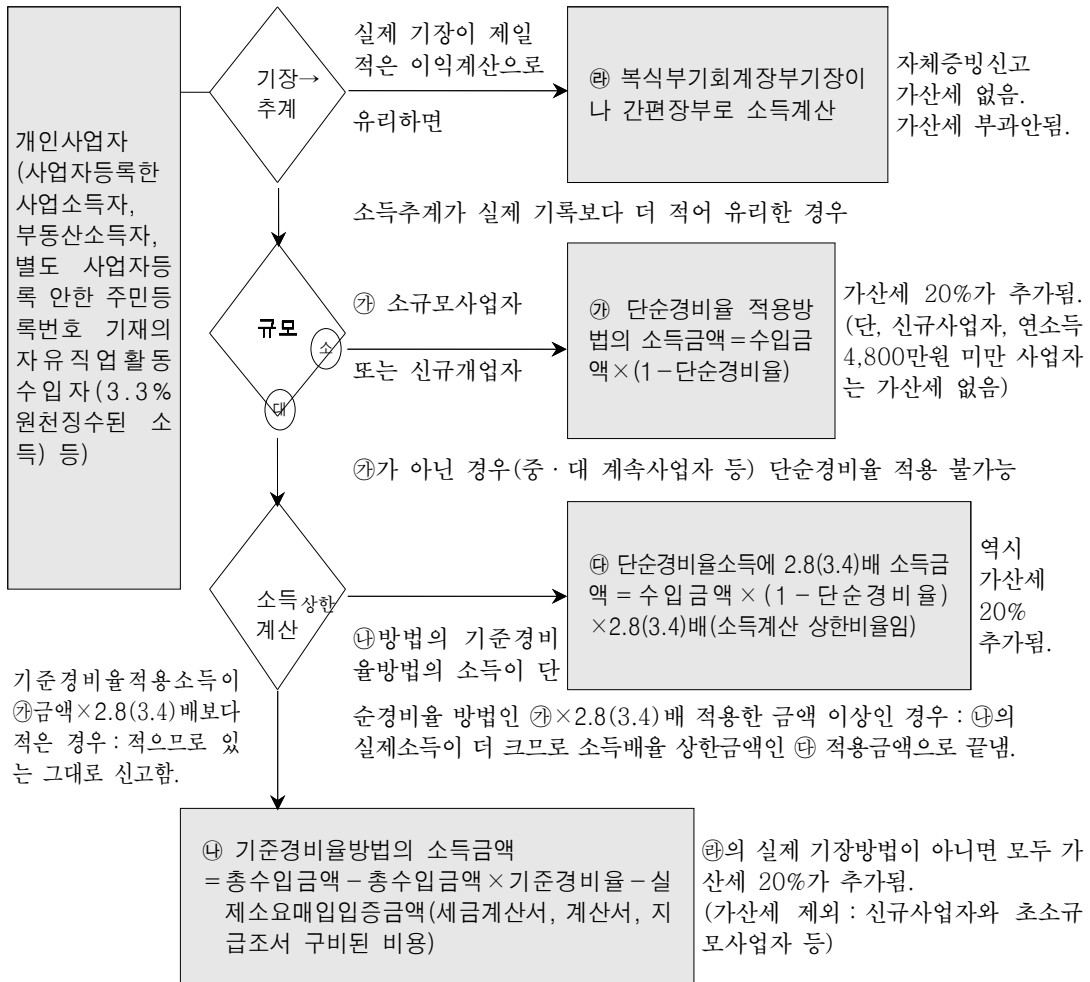 개인사업자
(사업자등록한
사업소득자,
부동산소득자,
별도 사업자등
록 안한 주민등
록번호 기재의
자유직업활동
수입자(3.3%
원천징수된 소
득) 등)
기장→
추계
실제 기장이 제일
적은 이익계산으로
유리하면
㉱ 복식부기회계장부기장이
나 간편장부로 소득계산
자체증빙신고
가산세 없음.
가산세 부과안됨.
소득추계가 실제 기록보다 더 적어 유리한 경우
규모
소
대
㉮ 소규모사업자
또는 신규개업자
㉮ 단순경비율 적용방
법의 소득금액=수입금
액×(1-단순경비율)
가산세 20%가 추가됨.
(단, 신규사업자, 연소득
4,800만원 미만 사업자
는 가산세 없음)
㉮가 아닌 경우(중·대 계속사업자 등) 단순경비율 적용 불가능
소득상한
계산
㉯방법의 기준경비
율방법의 소득이 단
㉰ 단순경비율소득에 2.8(3.4)배 소득금
액=수입금액×(1-단순경비율)
×2.8(3.4)배(소득계산 상한비율임)
역시
가산세
20%
추가됨.
순경비율 방법인 ㉮×2.8(3.4)배 적용한 금액 이상인 경우 : ㉯의
실제소득이 더 크므로 소득배율 상한금액인 ㉰ 적용금액으로 끝냄.
기준경비율적용소득이
㉮금액×2.8(3.4)배보다
적은 경우 : 적으므로 있
는 그대로 신고함.
㉯ 기준경비율방법의 소득금액
=총수입금액-총수입금액×기준경비율-실
제소요매입입증금액(세금계산서, 계산서, 지
급조서 구비된 비용)
㉱의 실제 기장방법이 아니면 모두 가
산세 20%가 추가됨.
(가산세 제외 : 신규사업자와 초소규
모사업자 등)